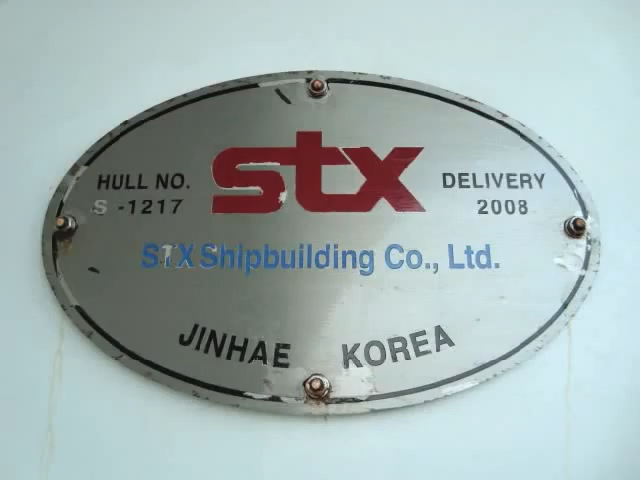 stx
HULL NO.
S -1217
DELIVERY
2008
STX Shipbuilding Co., Ltd.
JINHAE KOREA